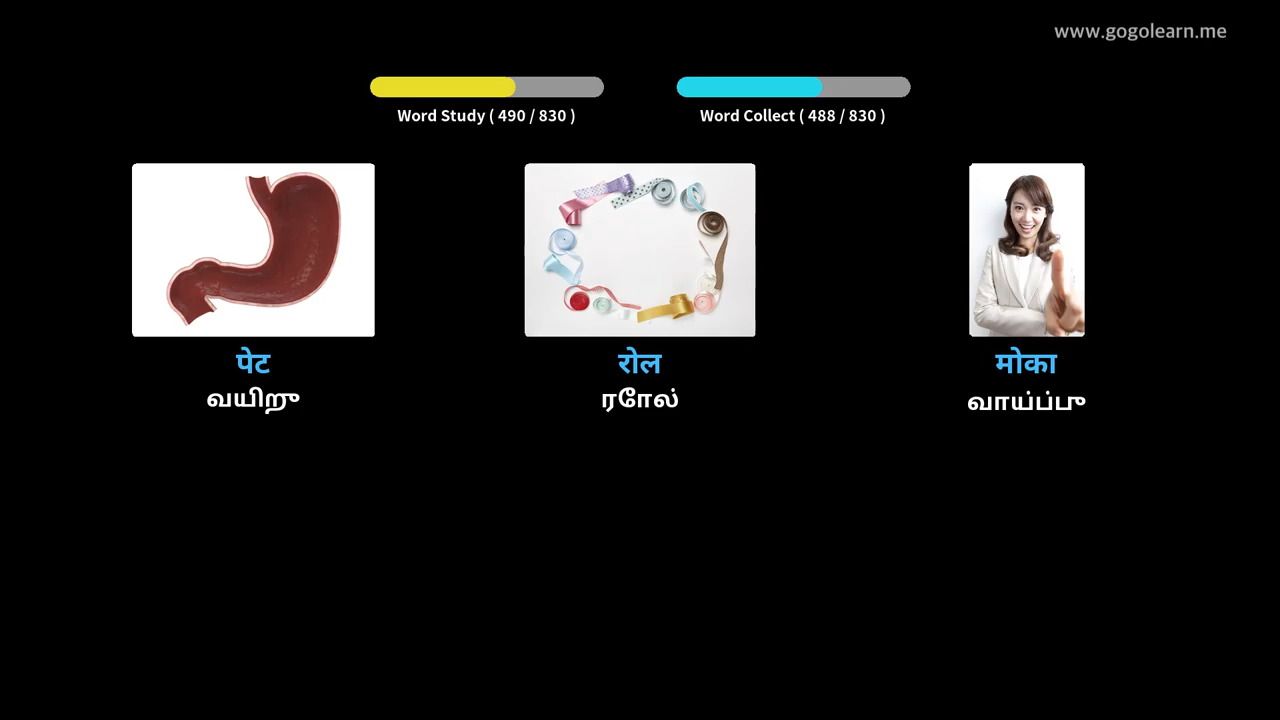 www.gogolearn.me
Word Study ( 490 / 830 )
Word Collect ( 488 / 830 )
पेट
रोल
मोका
வயிறு
ரோல்
வாய்ப்பு